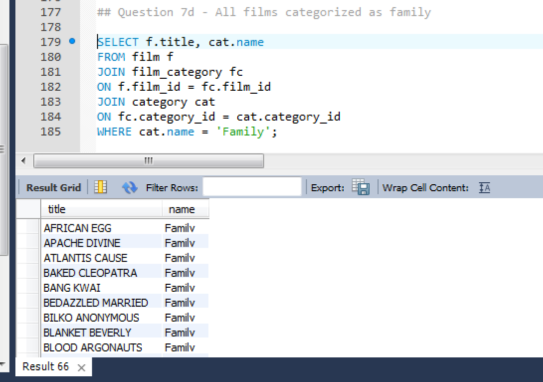 177 ## Question 7d - All films categorized as family
178
179 SELECT f.title, cat.name
180 FROM film f
181 JOIN film_category fc
182 ON f.film_id = fc.film_id
183 JOIN category cat
184 ON fc.category_id = cat.category_id
185 WHERE cat.name = 'Family';
Result Grid Filter Rows: Export: Wrap Cell Content:
title name
AFRICAN EGG Family
APACHE DIVINE Family
ATLANTIS CAUSE Family
BAKED CLEOPATRA Family
BANG KWAI Family
BEDAZZLED MARRIED Family
BILKO ANONYMOUS Family
BLANKET BEVERLY Family
BLOOD ARGONAUTS Family
Result 66